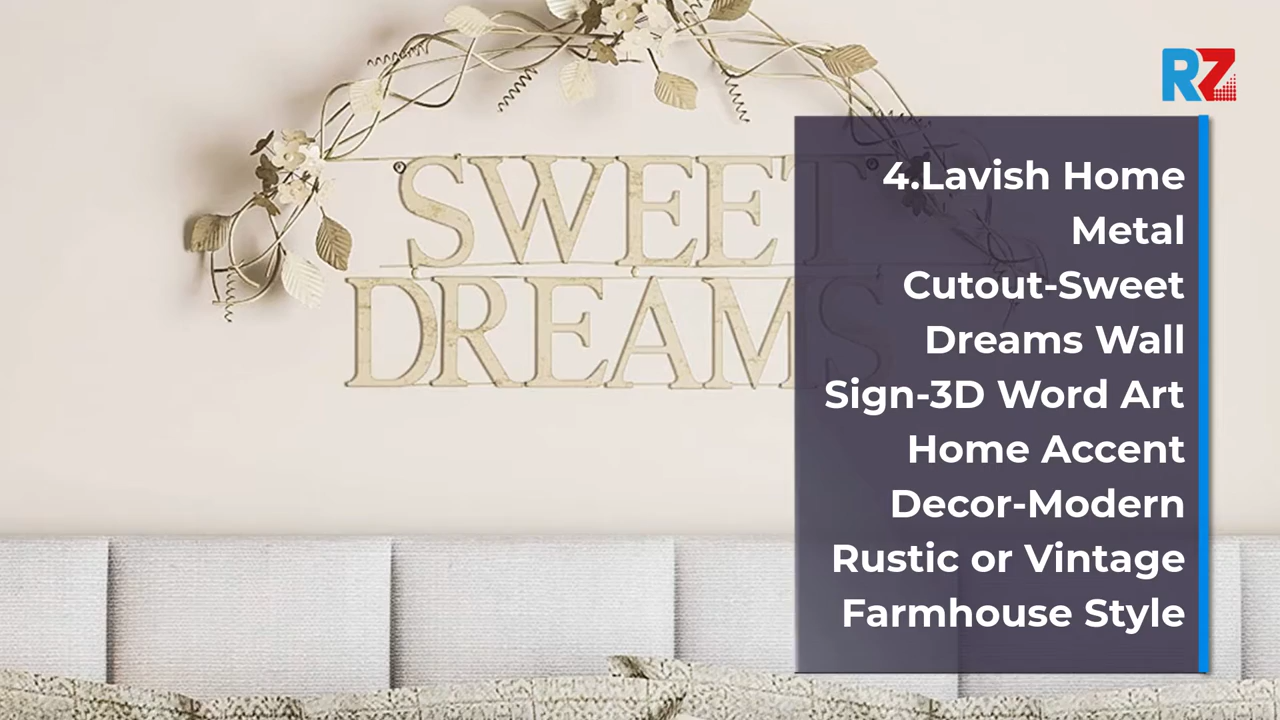 RZ
SWEET
DREAMS
4.Lavish Home
Metal
Cutout-Sweet
Dreams Wall
Sign-3D Word Art
Home Accent
Decor-Modern
Rustic or Vintage
Farmhouse Style